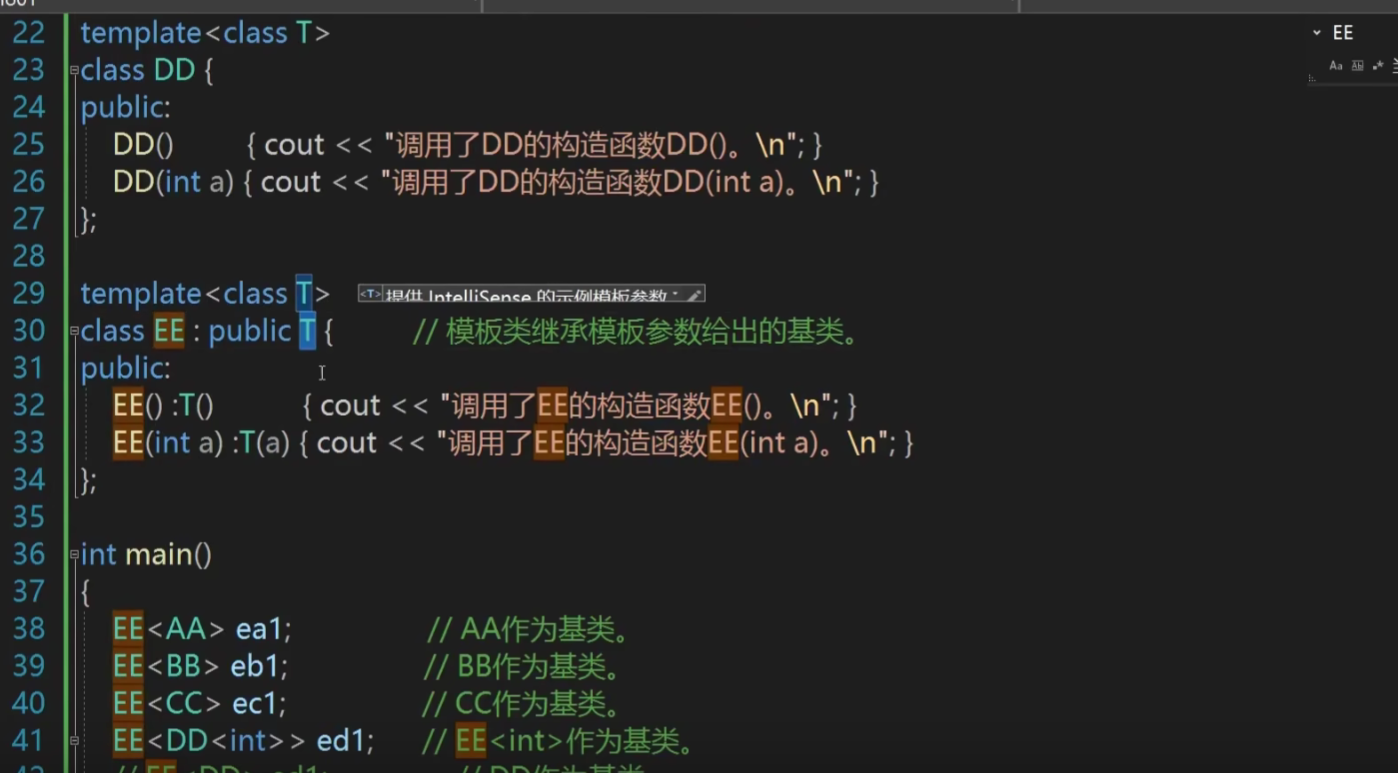 EE
22 template<class T>
23 class DD {
24 public:
25 DD() { cout << "调用了DD的构造函数DD()。\n"; }
26 DD(int a) { cout << "调用了DD的构造函数DD(int a)。\n"; }
27 };
28
29 template<class T> <T> 提供 IntelliSense 的示例模板参数
30 class EE : public T { // 模板类继承模板参数给出的基类。
31 public:
32 EE() :T() { cout << "调用了EE的构造函数EE()。\n"; }
33 EE(int a) :T(a) { cout << "调用了EE的构造函数EE(int a)。\n"; }
34 };
35
36 int main()
37 {
38 EE<AA> ea1; // AA作为基类。
39 EE<BB> eb1; // BB作为基类。
40 EE<CC> ec1; // CC作为基类。
41 EE<DD<int>> ed1; // EE<int>作为基类。